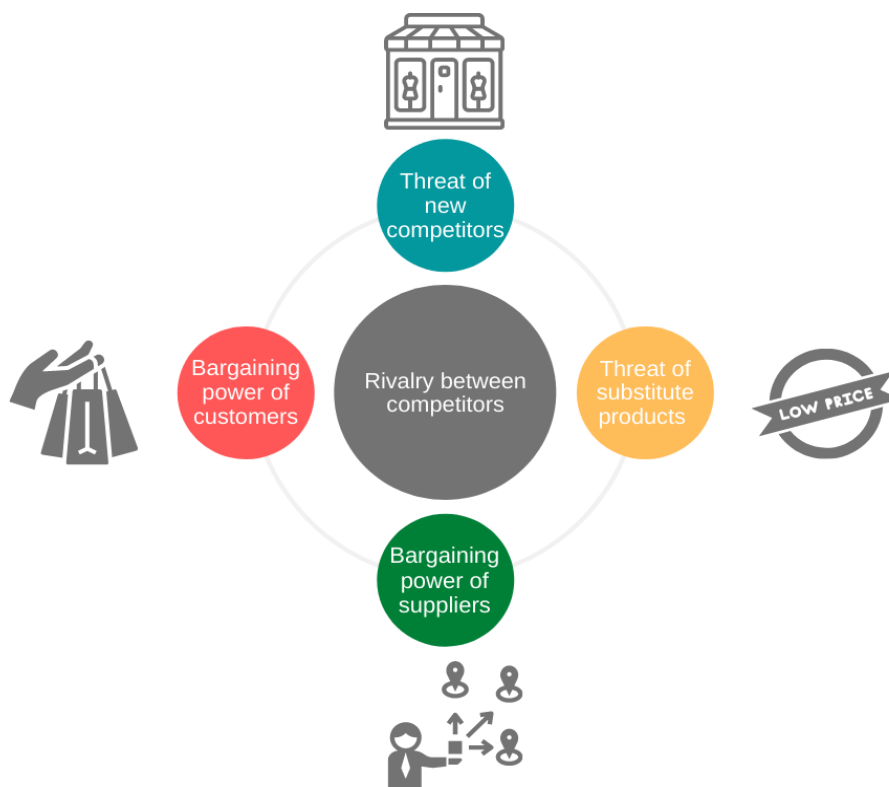 Threat of
new
competitors
Bargaining
power of
customers
Rivalry between
competitors
Threat of
substitute
products
LOW PRICE
Bargaining
power of
suppliers